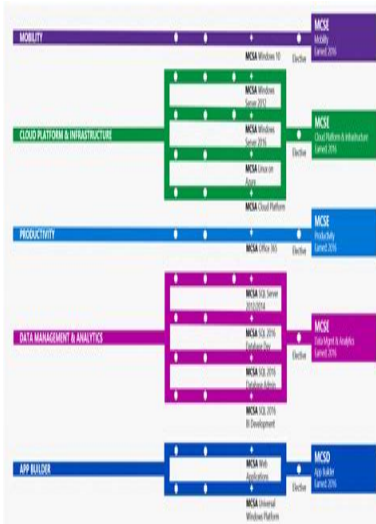 MCSE
Mobility
Earned 2016
MOBILITY
MCSA Windows 10
Elective
MCSA Windows
Server 2012
MCSE
Cloud Platform & Infrastructure
Earned 2016
CLOUD PLATFORM & INFRASTRUCTURE
MCSA Windows
Server 2016
Elective
MCSA Linux on
Azure
MCSA Cloud Platform
MCSE
Productivity
Earned 2016
PRODUCTIVITY
MCSA Office 365
Elective
MCSA SQL Server
2012/2014
MCSE
Data Mgmt & Analytics
Earned 2016
DATA MANAGEMENT & ANALYTICS
MCSA SQL 2016
Database Dev
Elective
MCSA SQL 2016
Database Admin
MCSA SQL 2016
BI Development
MCSD
App Builder
Earned 2016
APP BUILDER
MCSA Web
Applications
Elective
MCSA Universal
Windows Platform